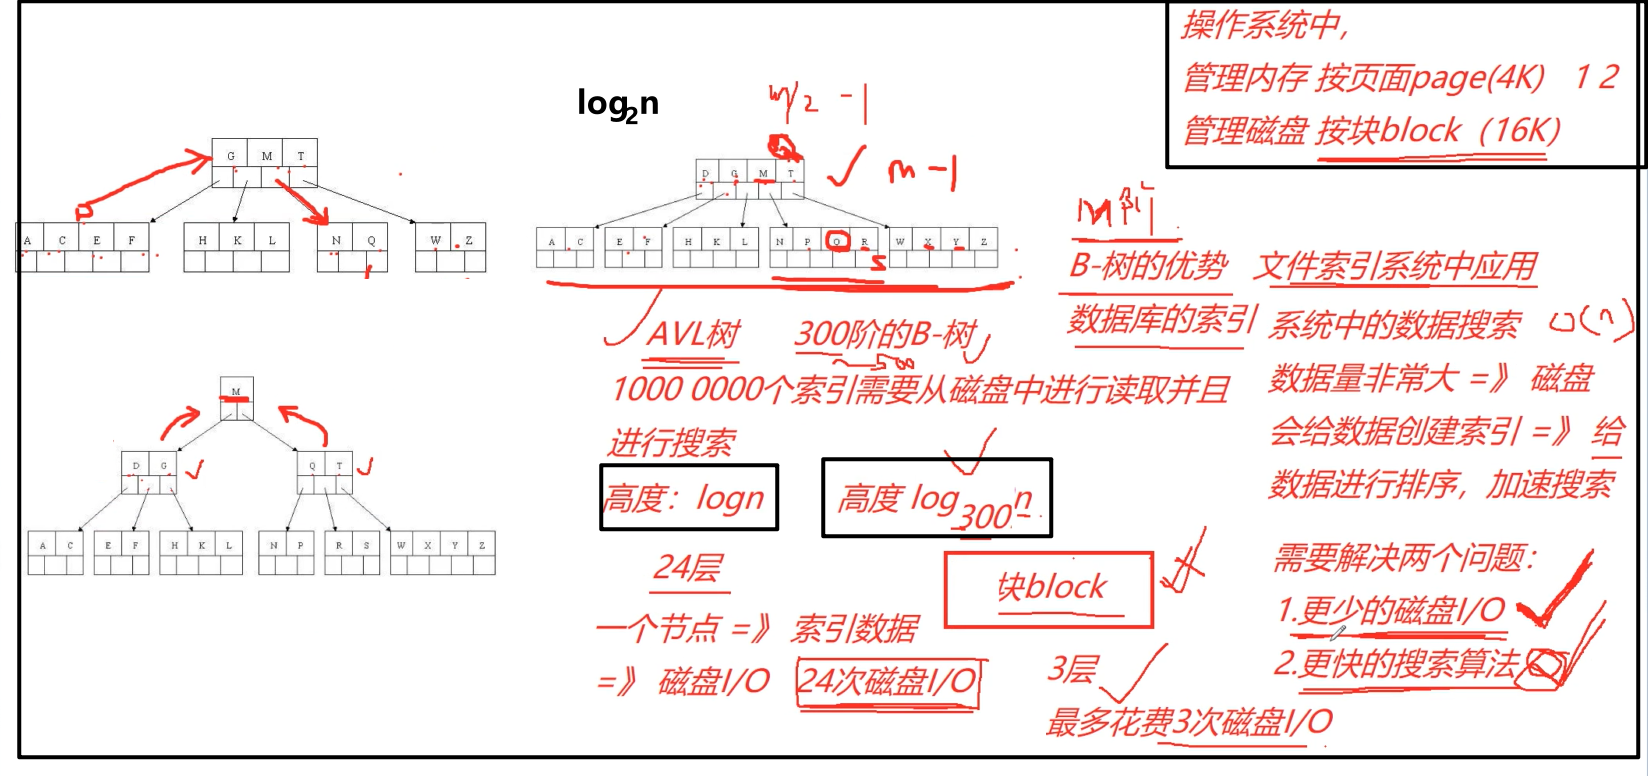 操作系统中,
管理内存 按页面page(4K) 1 2
管理磁盘 按块block (16K)
log2n
m/2 -1
m-1
G M T
A C E F
H K L
N Q
W Z
D G M T
A C
E F
H K L
N P Q R
S
W X Y Z
M
D G
Q T
A C
E F
H K L
N P
R S
W X Y Z
m阶
B-树的优势
数据库的索引
AVL树
300阶的B-树
1000 0000个索引需要从磁盘中进行读取并且
进行搜索
高度：logn
高度 log300n
24层
块block
一个节点 =》 索引数据
=》 磁盘I/O 24次磁盘I/O
3层
最多花费3次磁盘I/O
文件索引系统中应用
系统中的数据搜索 O(n)
数据量非常大 =》 磁盘
会给数据创建索引 =》 给
数据进行排序，加速搜索
需要解决两个问题：
1.更少的磁盘I/O
2.更快的搜索算法